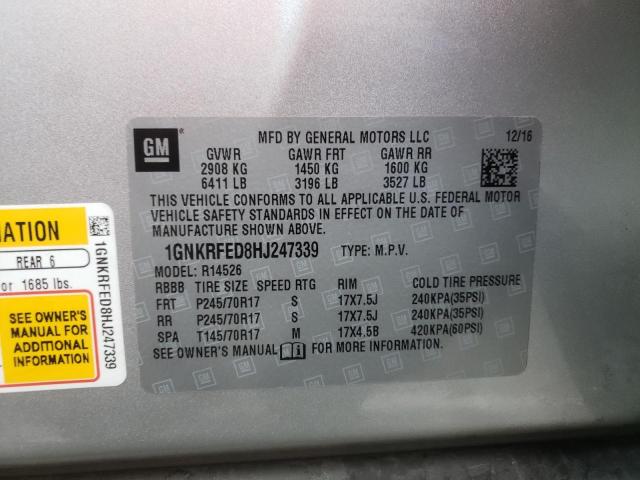 GM
MFD BY GENERAL MOTORS LLC 12/16
GVWR GAWR FRT GAWR RR
2908 KG 1450 KG 1600 KG
6411 LB 3196 LB 3527 LB
THIS VEHICLE CONFORMS TO ALL APPLICABLE U.S. FEDERAL MOTOR
VEHICLE SAFETY STANDARDS IN EFFECT ON THE DATE OF
MANUFACTURE SHOWN ABOVE.
1GNKRFED8HJ247339 TYPE: M.P.V.
MODEL: R14526
RBBB TIRE SIZE SPEED RTG RIM COLD TIRE PRESSURE
FRT P245/70R17 S 17X7.5J 240KPA(35PSI)
RR P245/70R17 S 17X7.5J 240KPA(35PSI)
SPA T145/70R17 M 17X4.5B 420KPA(60PSI)
SEE OWNER'S MANUAL FOR MORE INFORMATION.
MATION
REAR 6
or 1685 lbs.
SEE OWNER'S
MANUAL FOR
ADDITIONAL
INFORMATION
1GNKRFED8HJ247339